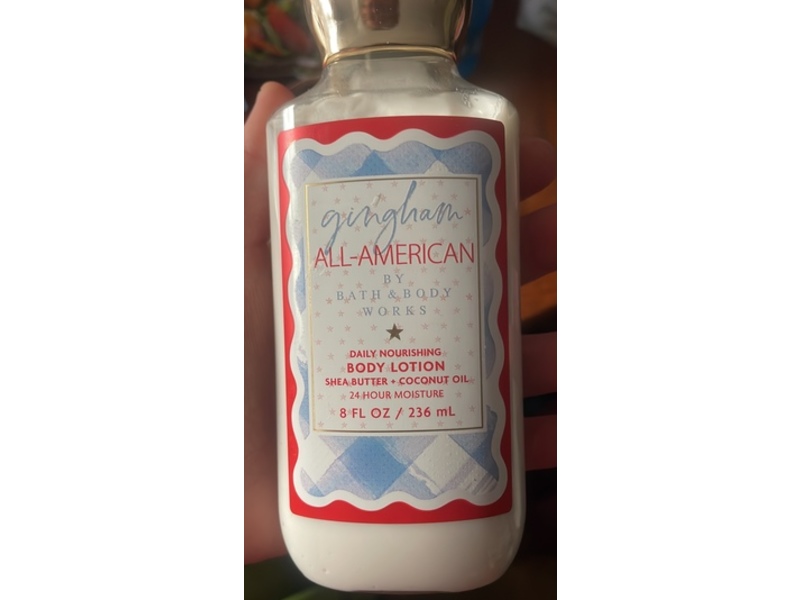 gingham
ALL-AMERICAN
BY
BATH & BODY
WORKS
DAILY NOURISHING
BODY LOTION
SHEA BUTTER + COCONUT OIL
24 HOUR MOISTURE
8 FL OZ / 236 mL